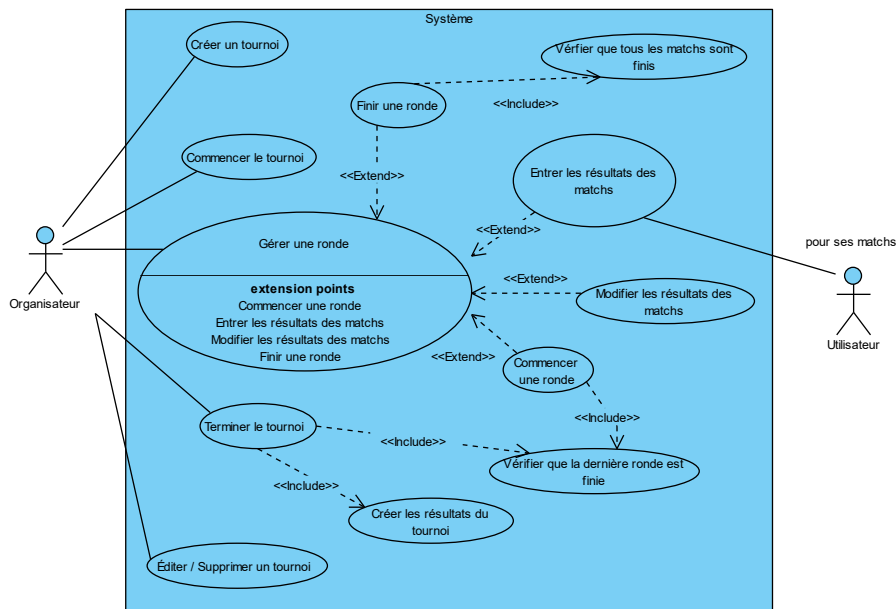 Système
Créer un tournoi
Vérfier que tous les matchs sont
finis
Finir une ronde
<<Include>>
Commencer le tournoi
<<Extend>>
Entrer les résultats des
matchs
<<Extend>>
pour ses matchs
Gérer une ronde
Organisateur
extension points
Commencer une ronde
Entrer les résultats des matchs
Modifier les résultats des matchs
Finir une ronde
<<Extend>>
Modifier les résultats des
matchs
Utilisateur
<<Extend>>
Commencer
une ronde
<<Include>>
Terminer le tournoi
<<Include>>
Vérifier que la dernière ronde est
finie
<<Include>>
Créer les résultats du
tournoi
Éditer / Supprimer un tournoi